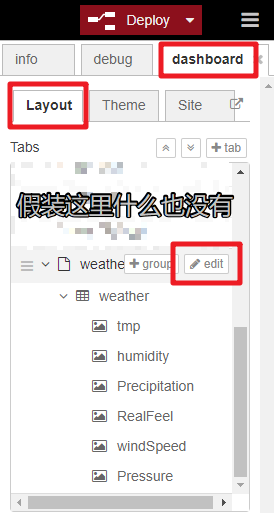 Deploy
info debug dashboard
Layout Theme Site
Tabs + tab
假装这里什么也没有
weather + group edit
weather
tmp
humidity
Precipitation
RealFeel
windSpeed
Pressure